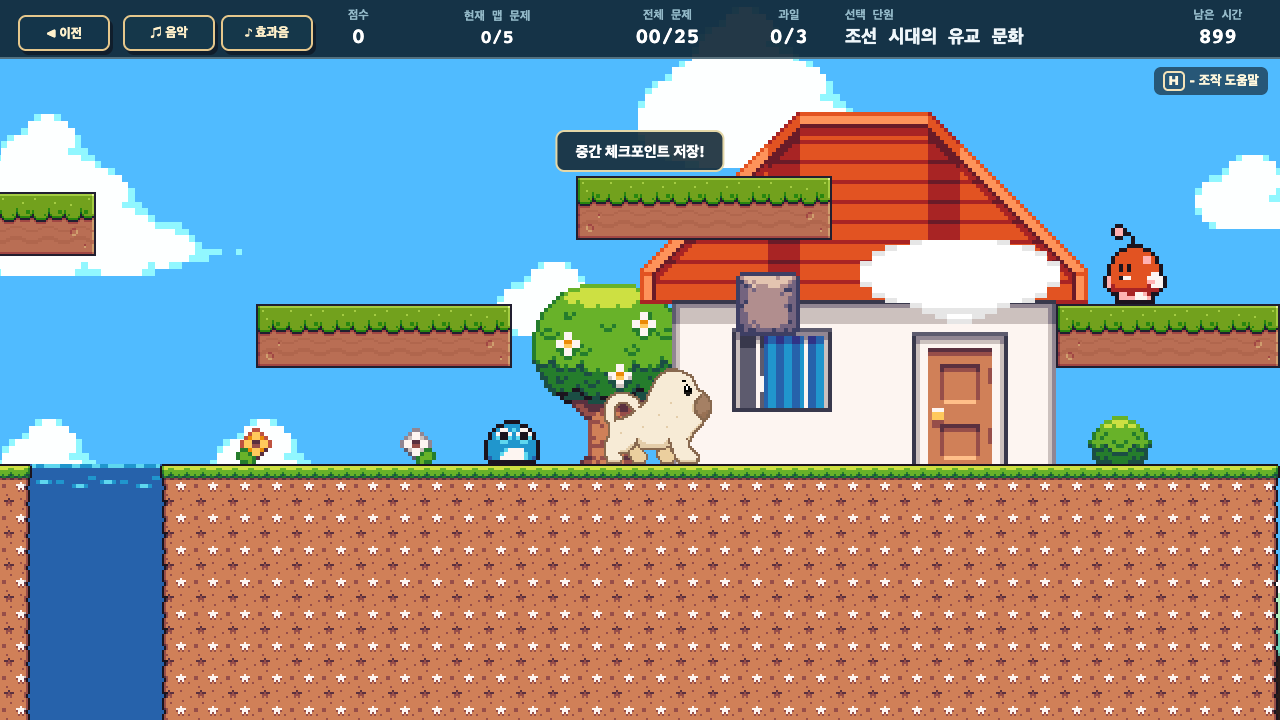 ◀ 이전
♫ 음악
♪ 효과음
점수
0
현재 맵 문제
0/5
전체 문제
00/25
과일
0/3
선택 단원
조선 시대의 유교 문화
남은 시간
899
H - 조작 도움말
중간 체크포인트 저장!